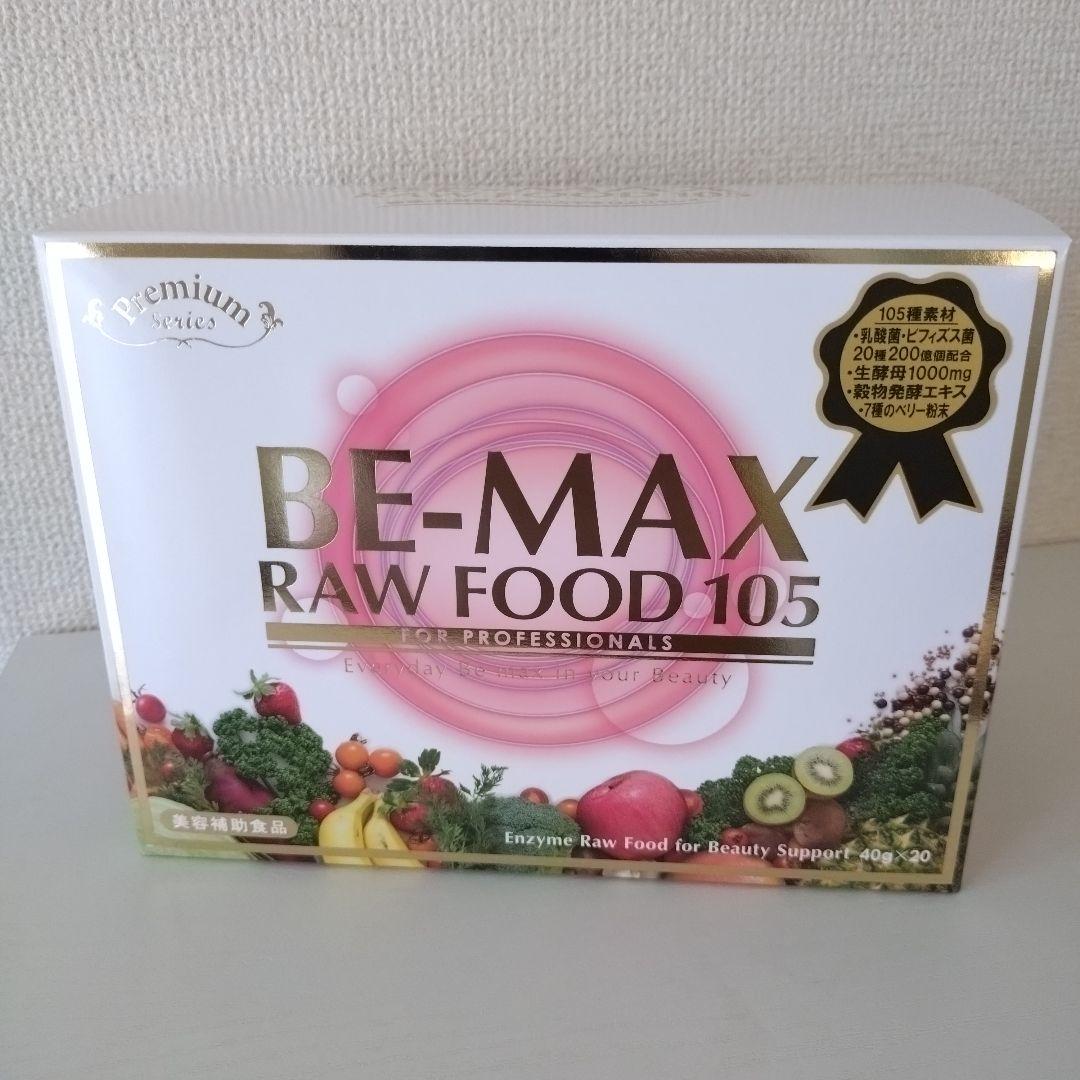 Premium
Series
105種素材
・乳酸菌・ビフィズス菌
20種200億個配合
・生酵母1000mg
・穀物発酵エキス
・7種のベリー粉末
BE-MAX
RAW FOOD 105
FOR PROFESSIONALS
Everyday Be-max in your Beauty
美容補助食品
Enzyme Raw Food for Beauty Support 40g×20